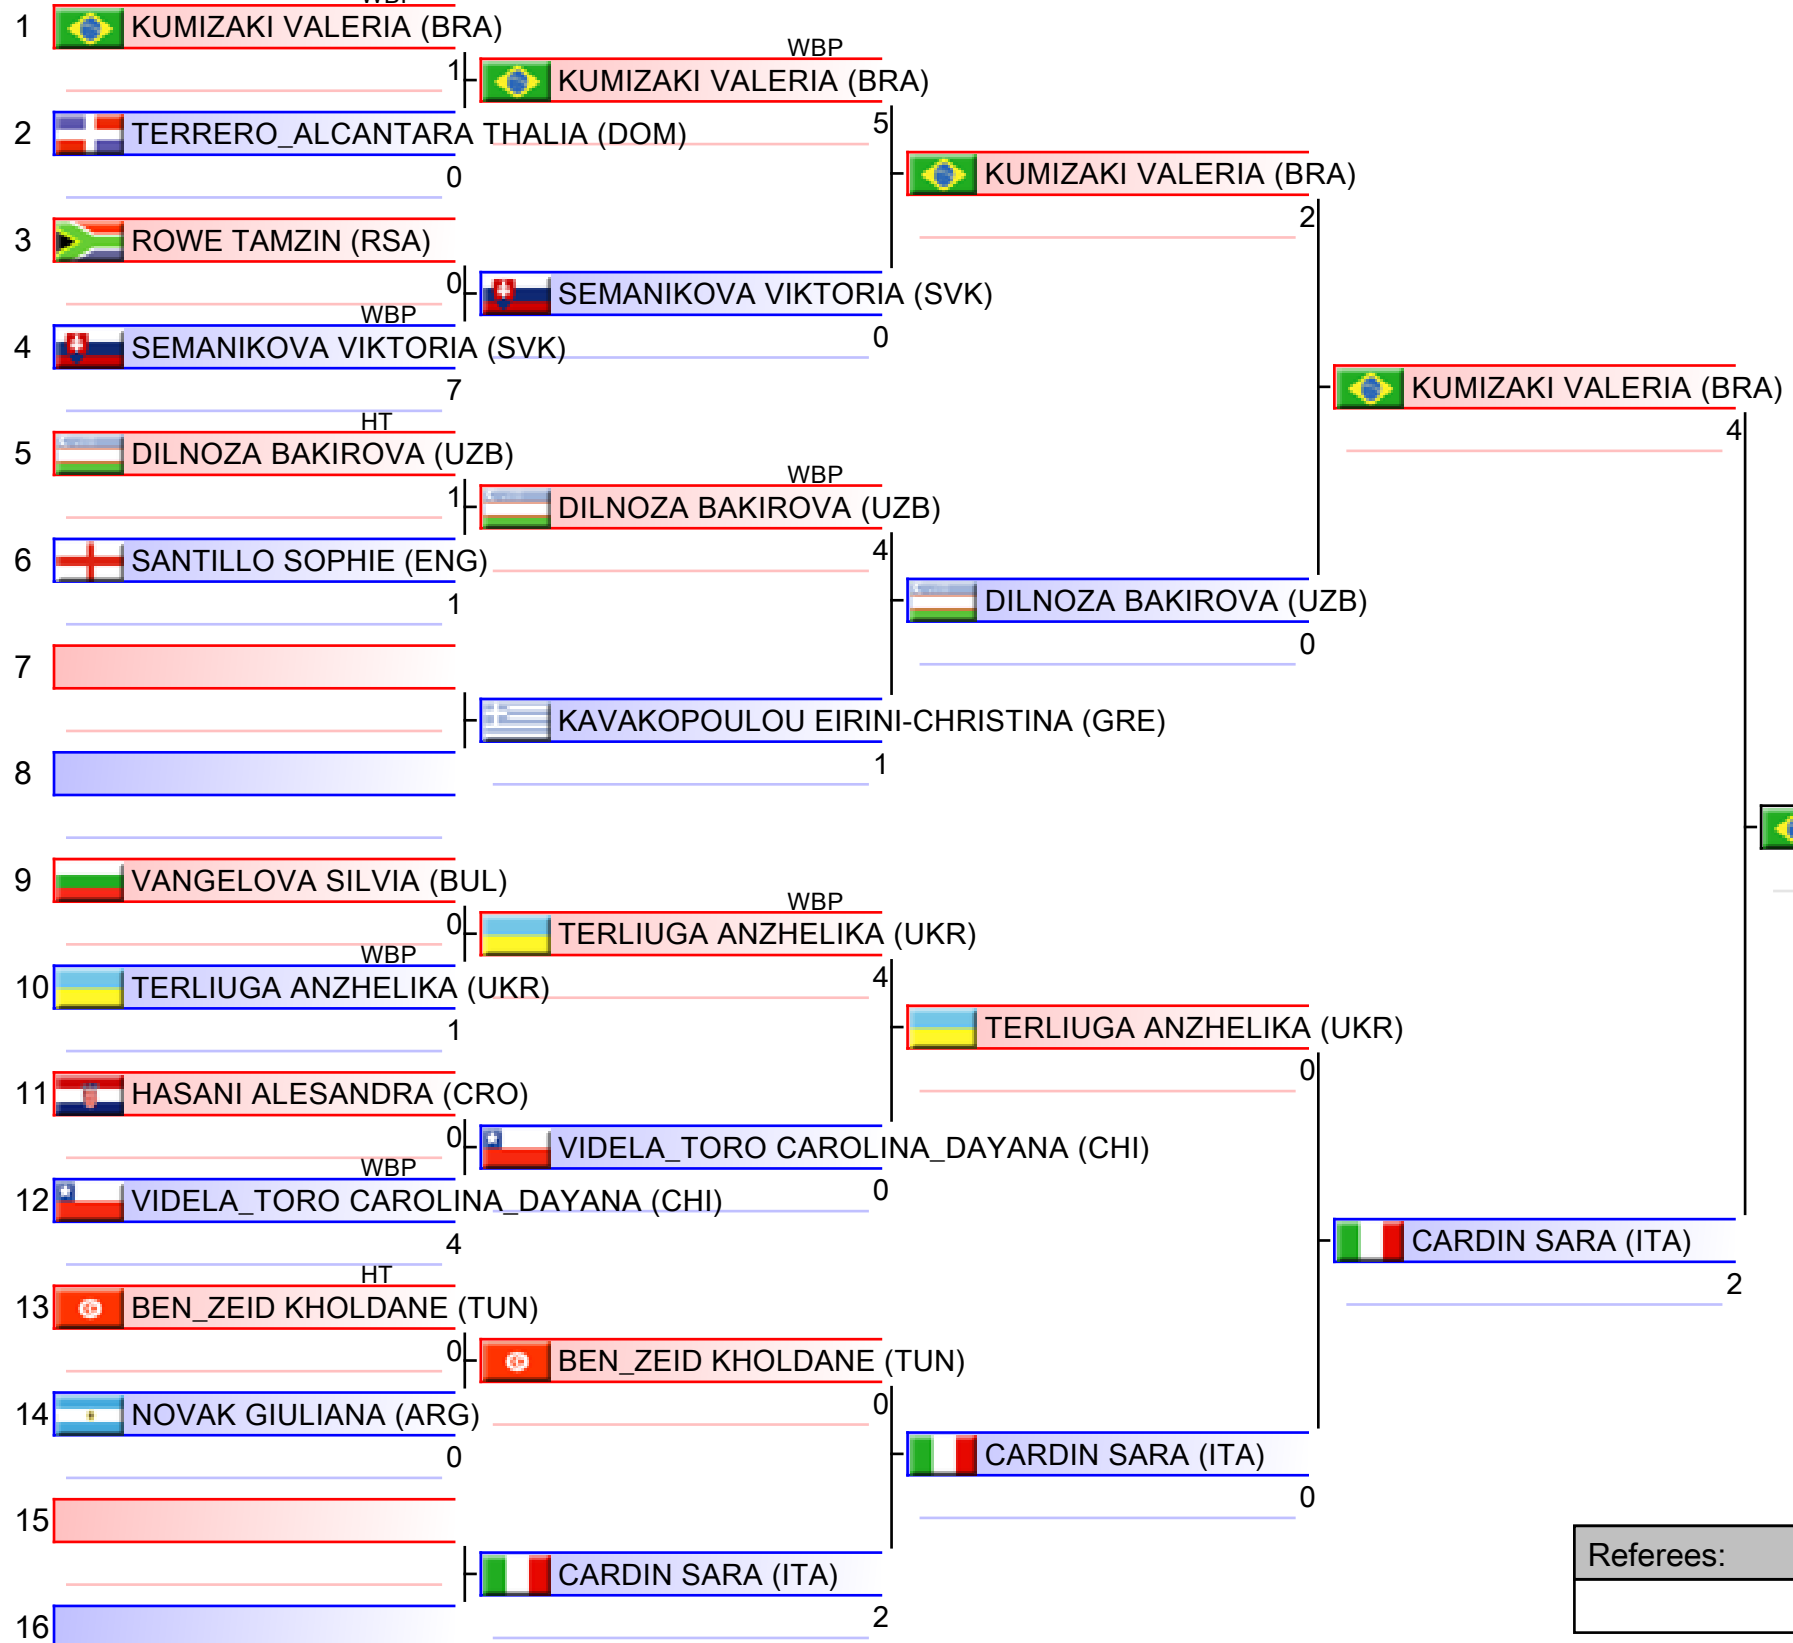 WBP
1 KUMIZAKI VALERIA (BRA)
WBP
1 KUMIZAKI VALERIA (BRA)
2 TERRERO_ALCANTARA THALIA (DOM)
5
0 KUMIZAKI VALERIA (BRA)
2
3 ROWE TAMZIN (RSA)
0 SEMANIKOVA VIKTORIA (SVK)
WBP
0
4 SEMANIKOVA VIKTORIA (SVK)
7 KUMIZAKI VALERIA (BRA)
4
HT
5 DILNOZA BAKIROVA (UZB)
WBP
1 DILNOZA BAKIROVA (UZB)
6 SANTILLO SOPHIE (ENG)
4
1 DILNOZA BAKIROVA (UZB)
0
7
KAVAKOPOULOU EIRINI-CHRISTINA (GRE)
1
8
9 VANGELOVA SILVIA (BUL)
WBP
0 TERLIUGA ANZHELIKA (UKR)
WBP
10 TERLIUGA ANZHELIKA (UKR)
4
1 TERLIUGA ANZHELIKA (UKR)
0
11 HASANI ALESANDRA (CRO)
0 VIDELA_TORO CAROLINA_DAYANA (CHI)
WBP
0
12 VIDELA_TORO CAROLINA_DAYANA (CHI)
4 CARDIN SARA (ITA)
2
HT
13 BEN_ZEID KHOLDANE (TUN)
0 BEN_ZEID KHOLDANE (TUN)
14 NOVAK GIULIANA (ARG)
0
0 CARDIN SARA (ITA)
0
15
CARDIN SARA (ITA)
2
16
Referees: